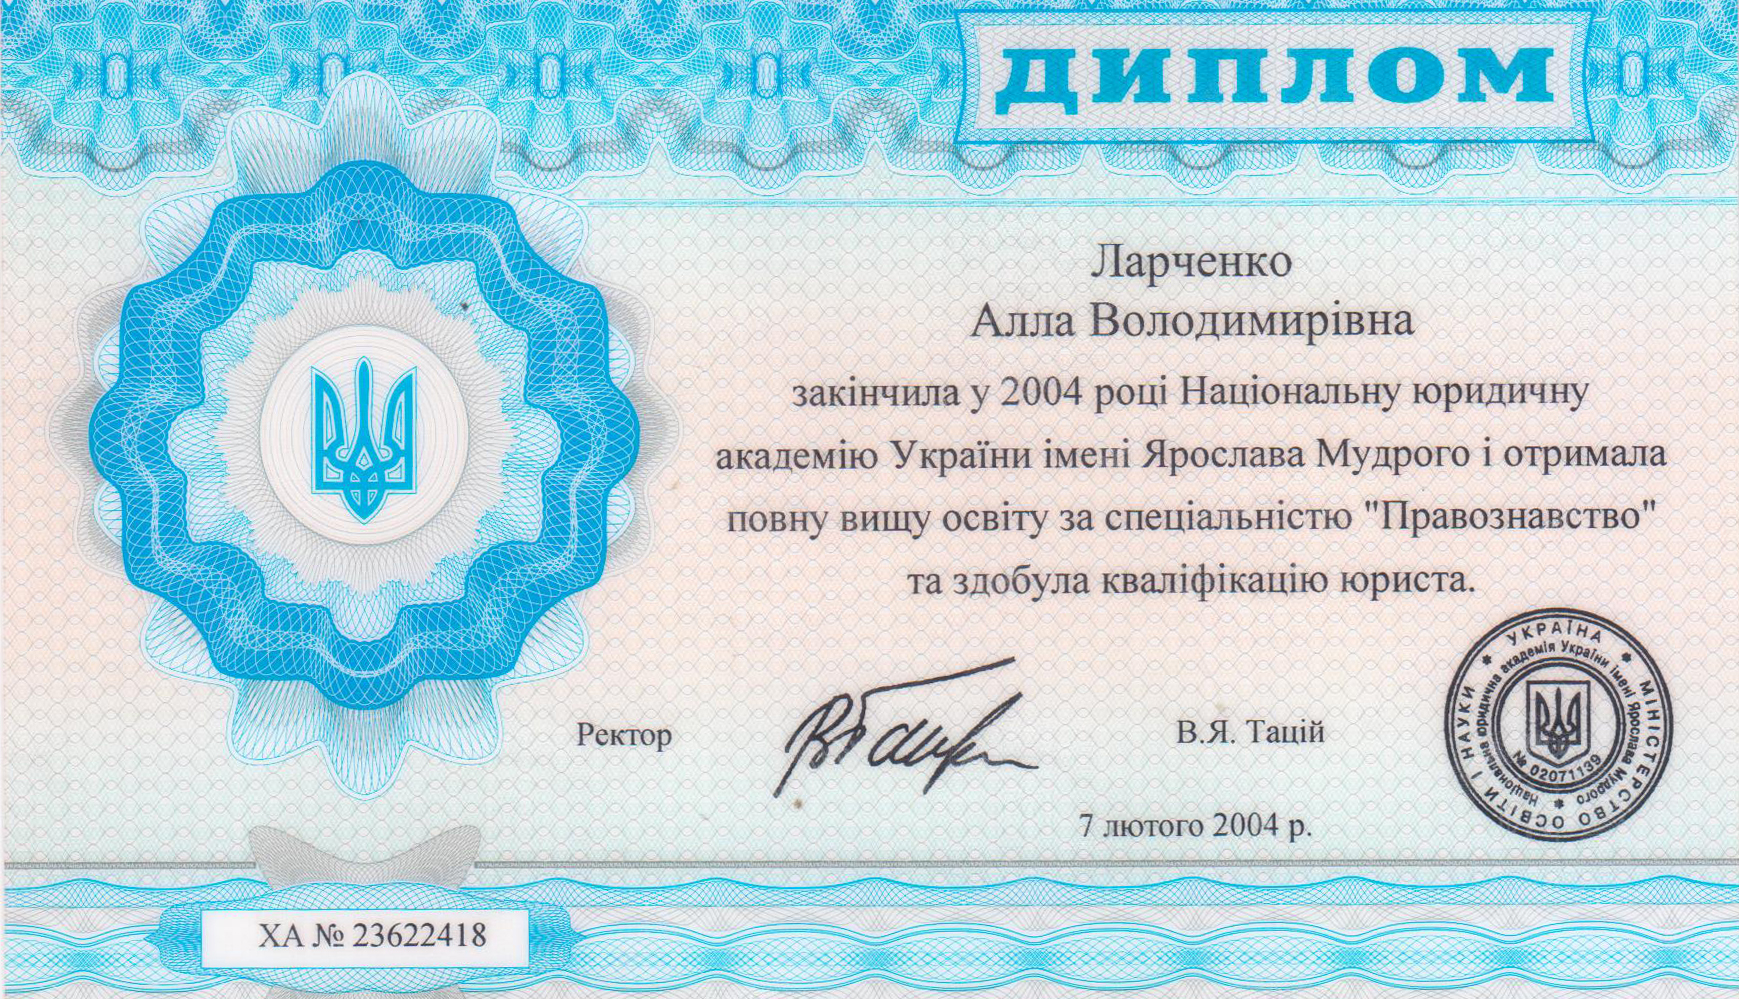 ДИПЛОМ
Ларченко
Алла Володимирівна
закінчила у 2004 році Національну юридичну
академію України імені Ярослава Мудрого і отримала
повну вищу освіту за спеціальністю "Правознавство"
та здобула кваліфікацію юриста.
Ректор
В.Я. Тацій
7 лютого 2004 р.
УКРАЇНА * МІНІСТЕРСТВО ОСВІТИ І НАУКИ *
Національна юридична академія України імені Ярослава Мудрого *
№ 02071139
ХА № 23622418